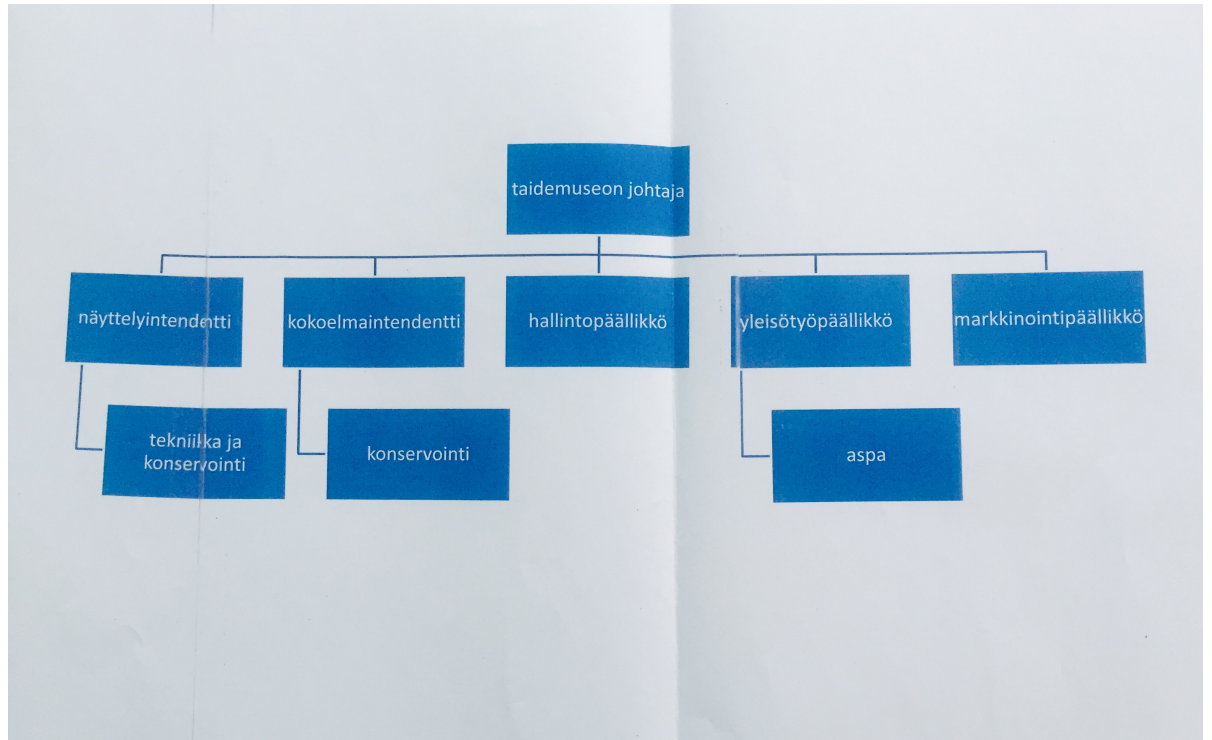 taidemuseon johtaja
näyttelyintendentti
kokoelmaintendentti
hallintopäällikkö
yleisötyöpäällikkö
markkinointipäällikkö
tekniikka ja
konservointi
konservointi
aspa